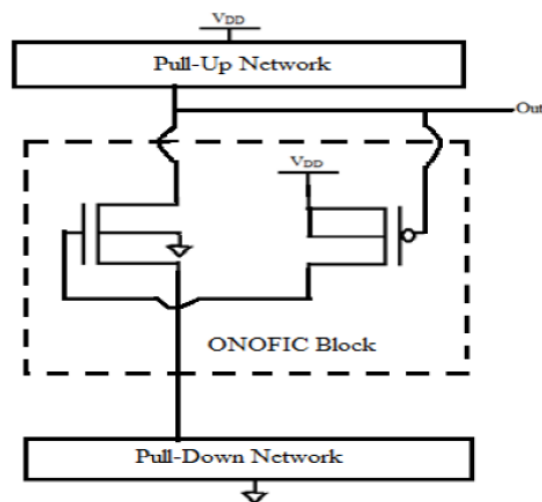 VDD
Pull-Up Network
Out
VDD
ONOFIC Block
Pull-Down Network